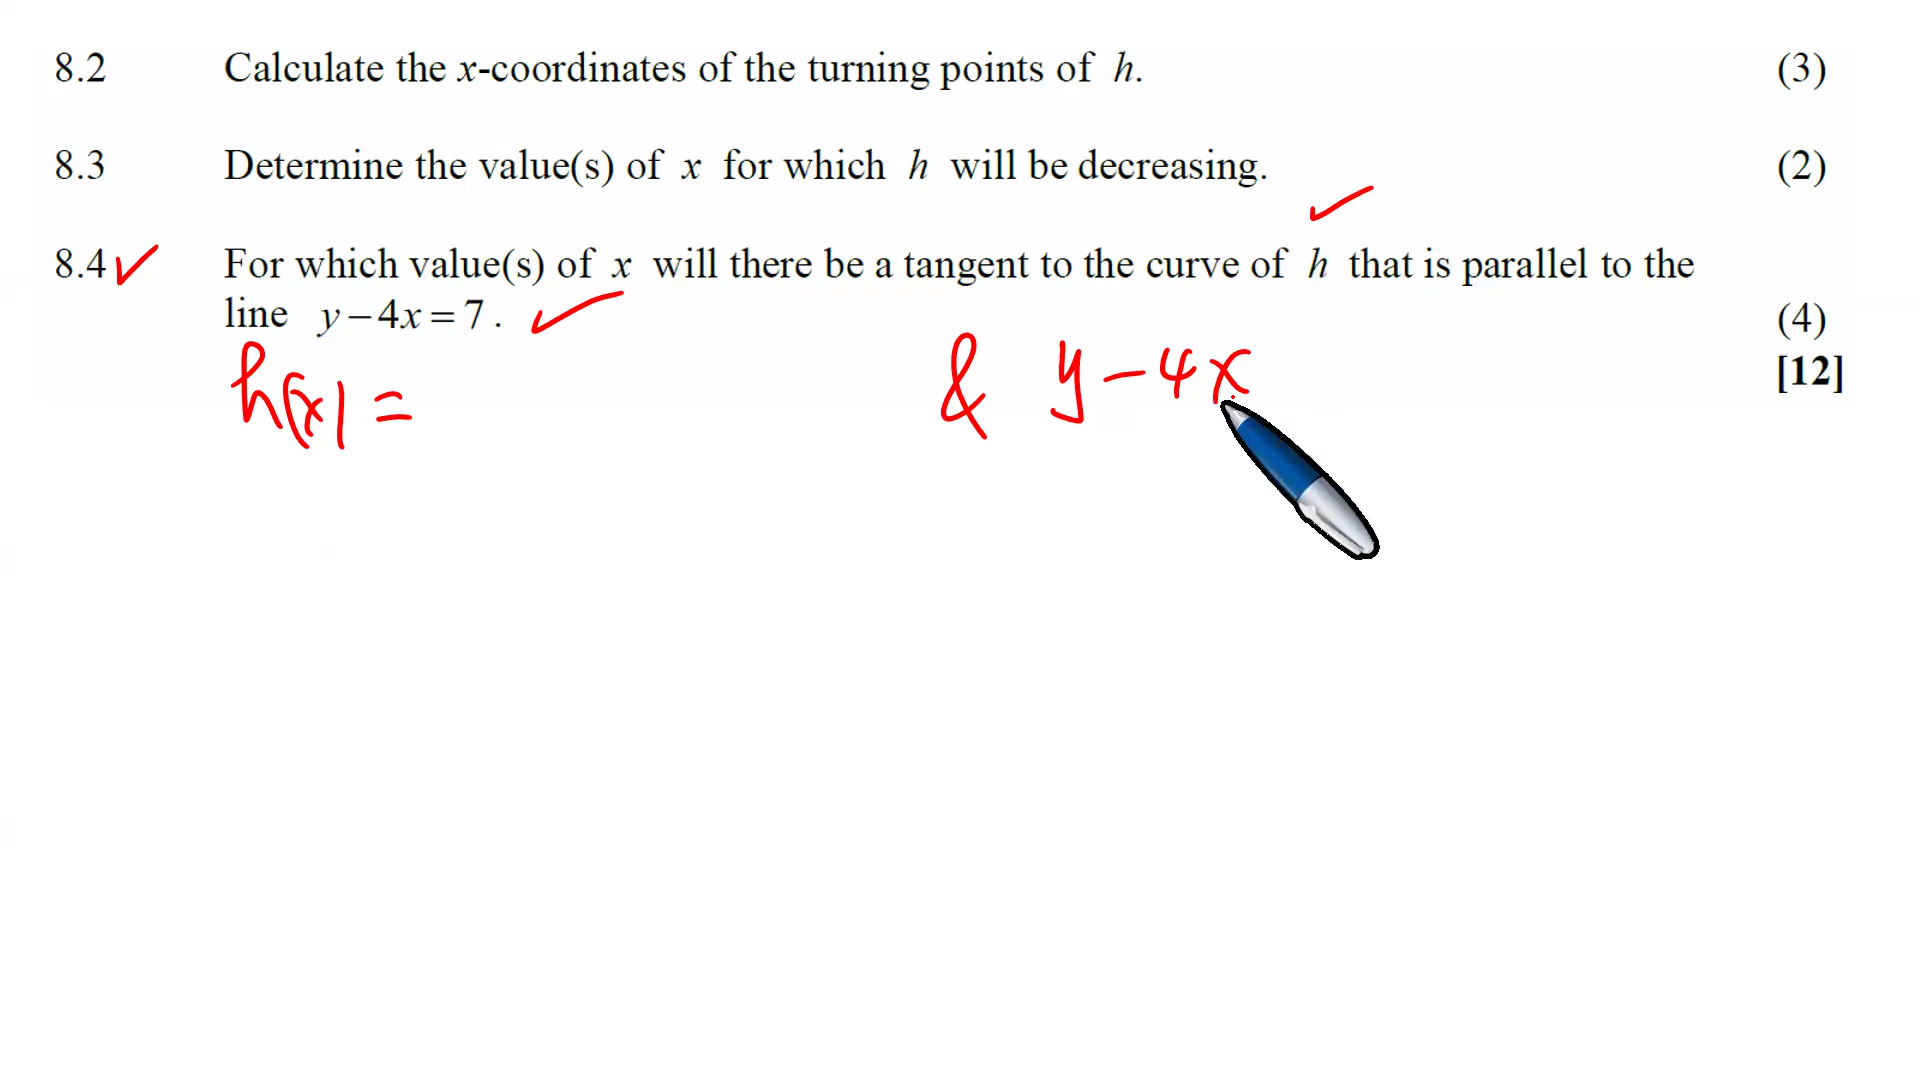 8.2 Calculate the x-coordinates of the turning points of h. (3)
8.3 Determine the value(s) of x for which h will be decreasing. (2)
8.4 For which value(s) of x will there be a tangent to the curve of h that is parallel to the
line y − 4x = 7. (4)
[12]
h(x) = & y − 4x